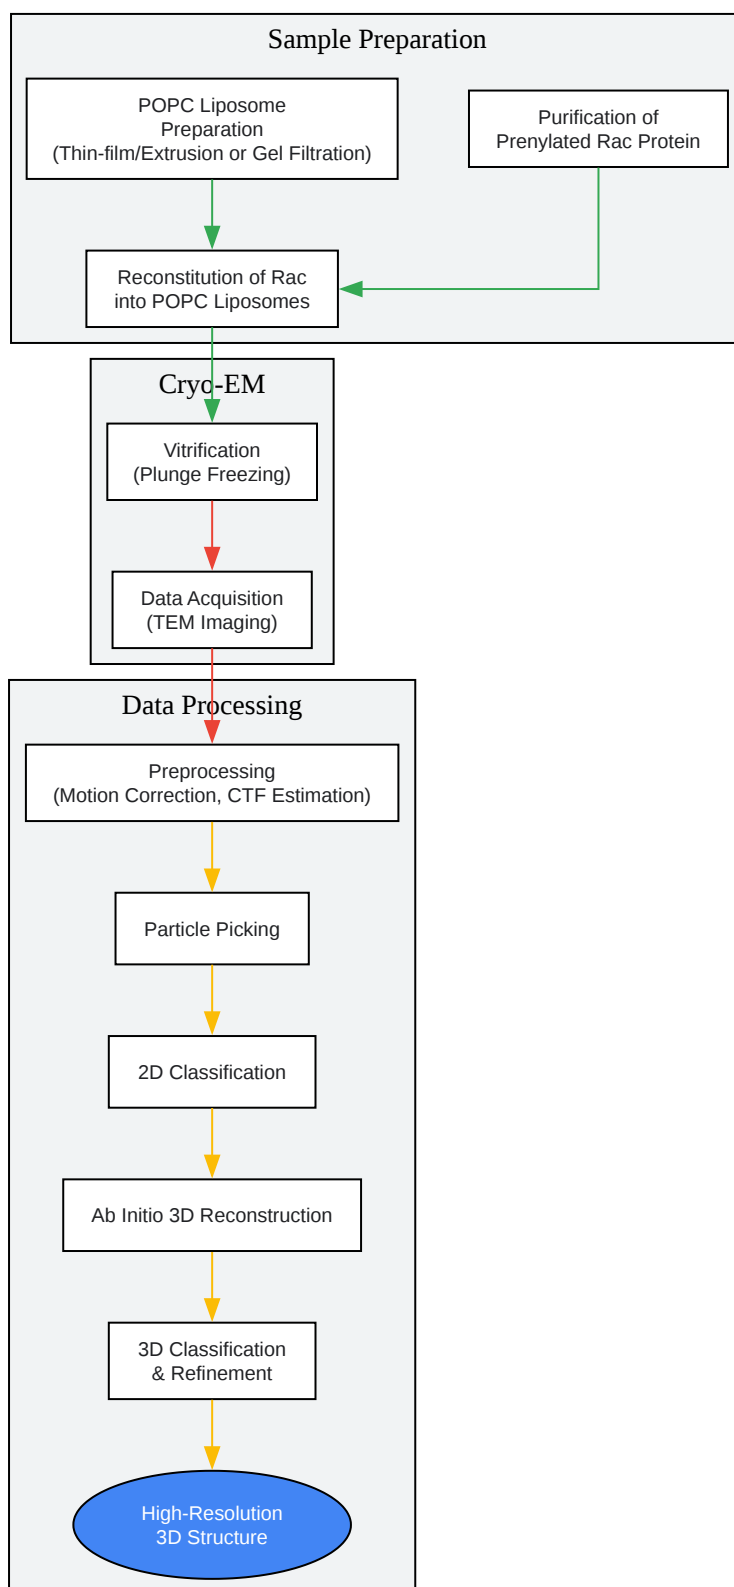 Sample Preparation
POPC Liposome
Preparation
(Thin-film/Extrusion or Gel Filtration)
Purification of
Prenylated Rac Protein
Reconstitution of Rac
into POPC Liposomes
Cryo-EM
Vitrification
(Plunge Freezing)
Data Acquisition
(TEM Imaging)
Data Processing
Preprocessing
(Motion Correction, CTF Estimation)
Particle Picking
2D Classification
Ab Initio 3D Reconstruction
3D Classification
& Refinement
High-Resolution
3D Structure